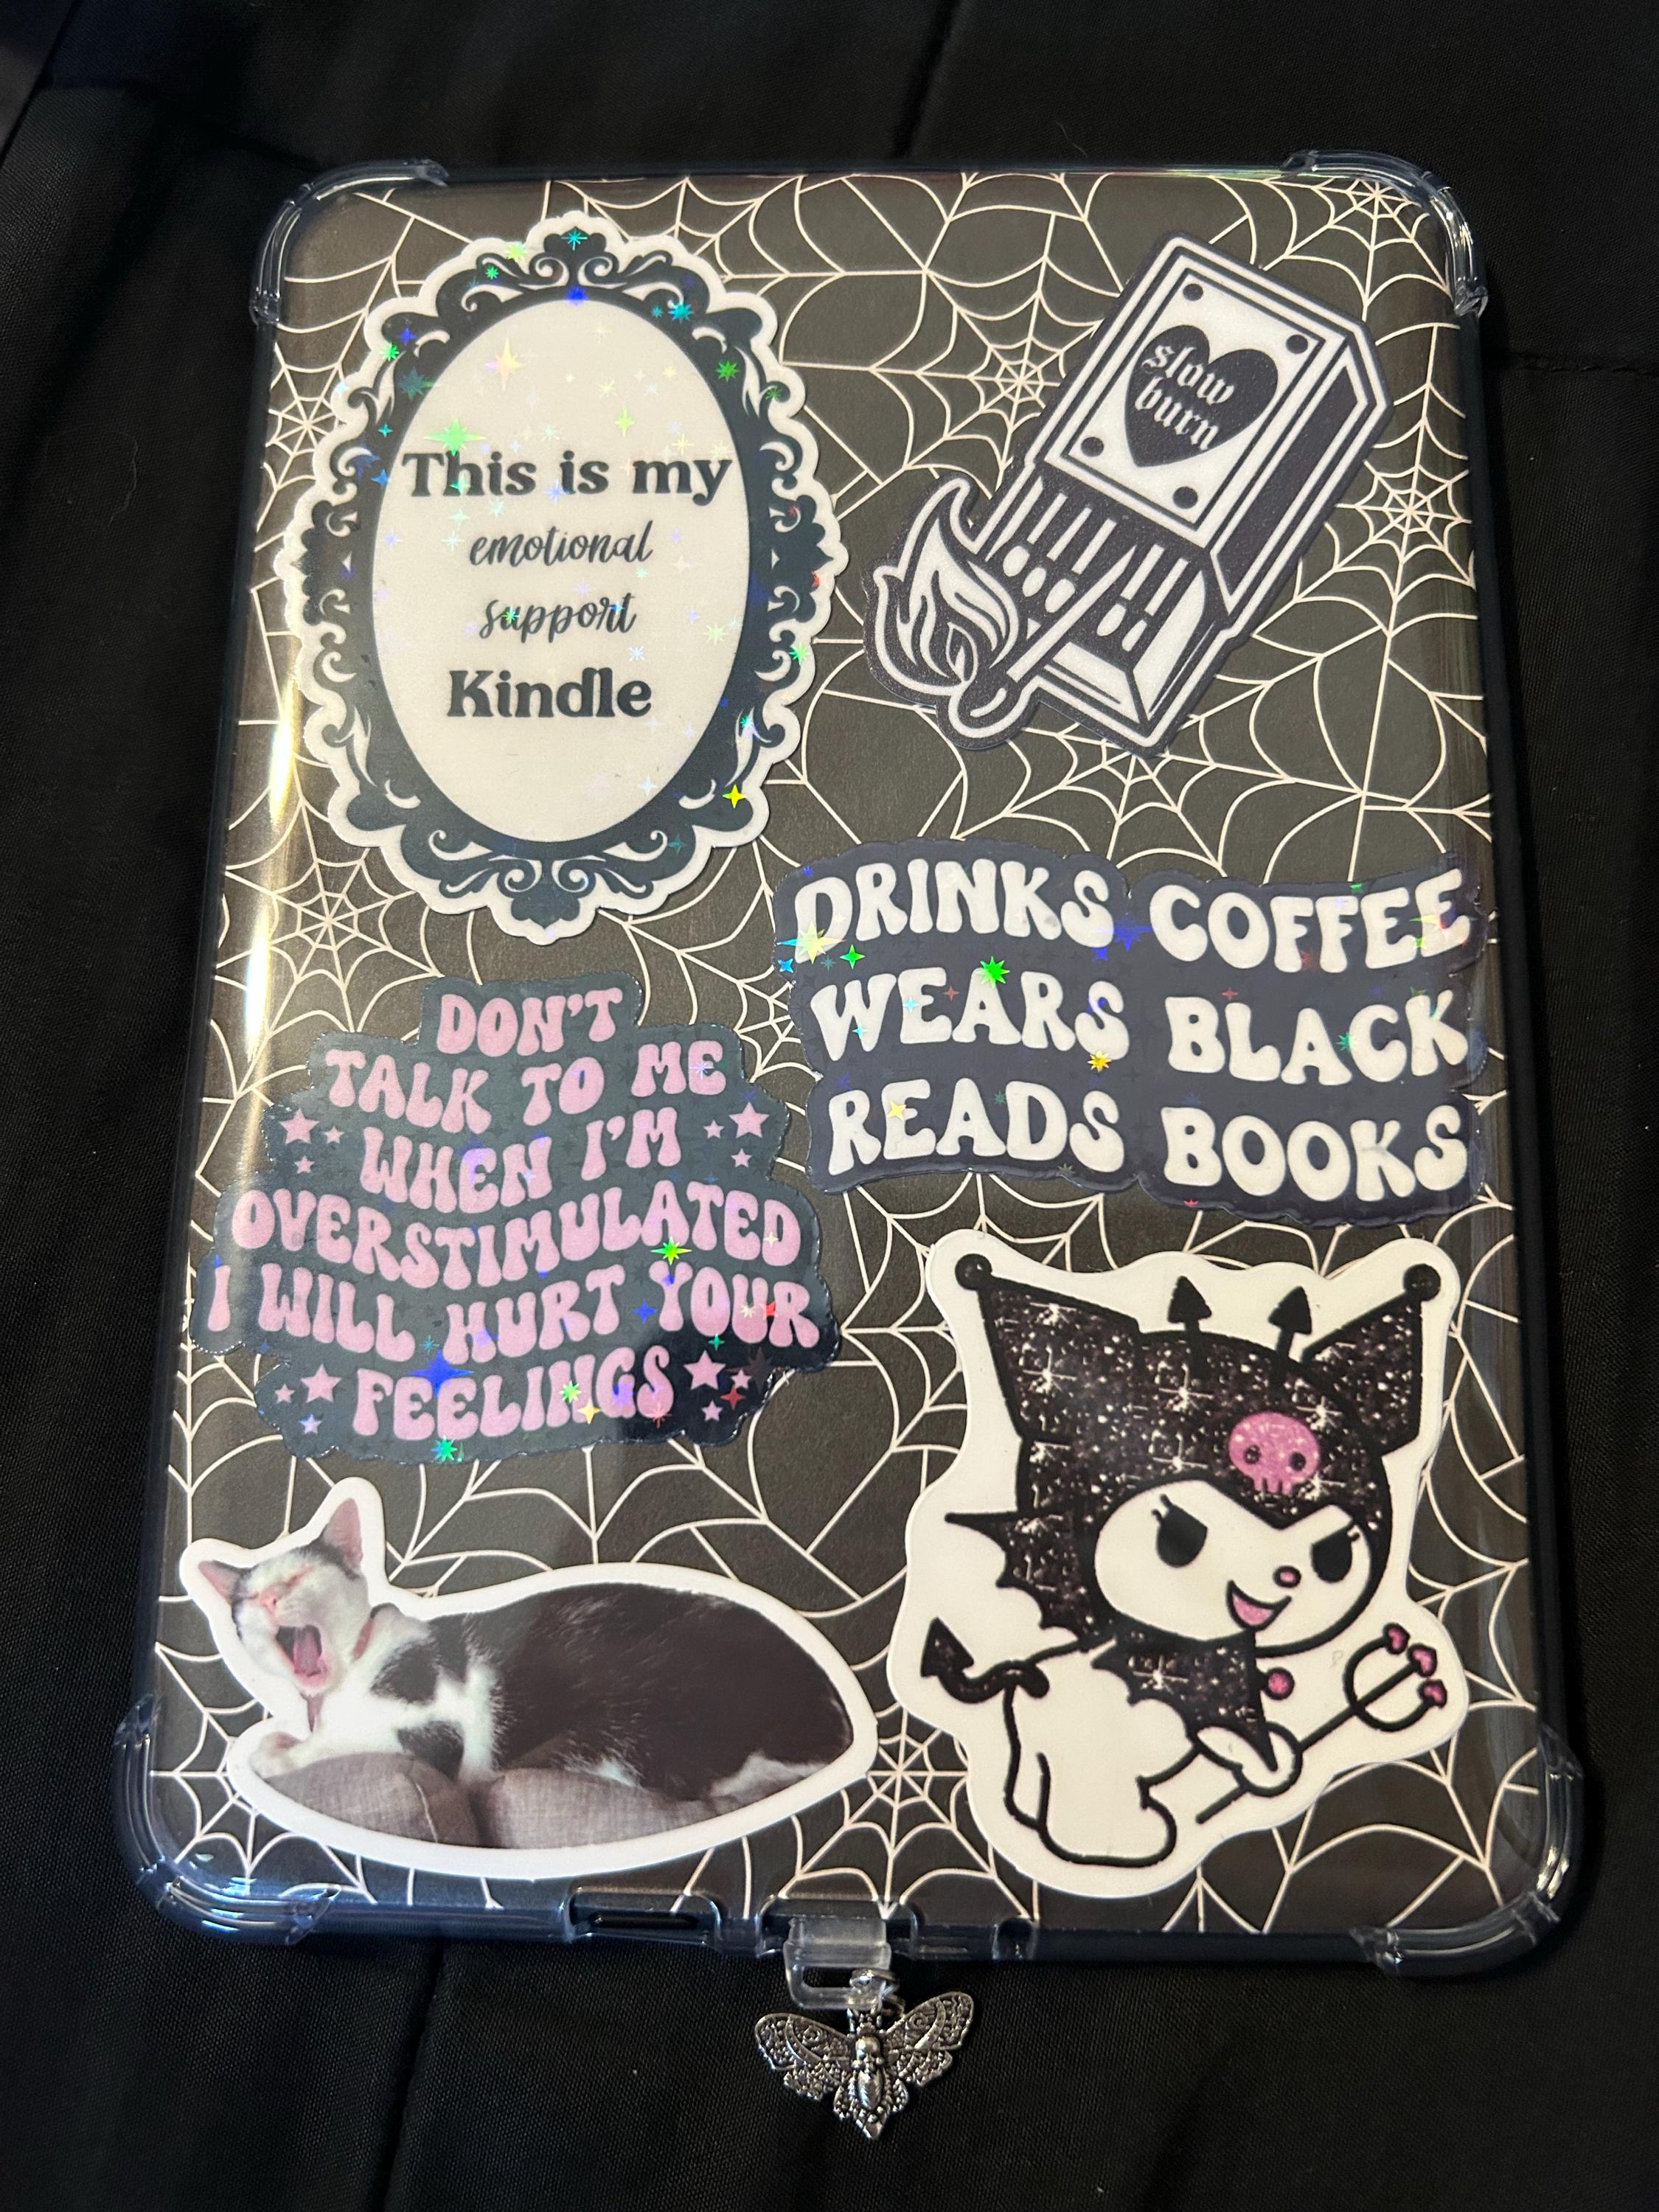 This is my
emotional
support
Kindle
slow
burn
DRINKS COFFEE
WEARS BLACK
READS BOOKS
DON'T
TALK TO ME
WHEN I'M
OVERSTIMULATED
I WILL HURT YOUR
FEELINGS